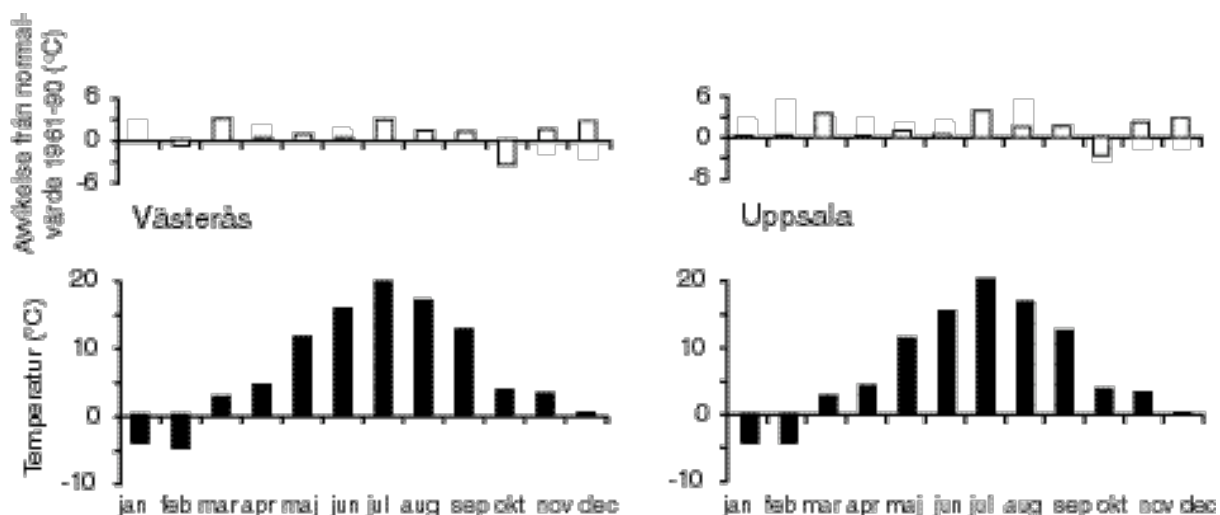 Avvikelse från normal-
värde 1961-90 (°C)
6
0
-6
Västerås
6
0
-6
Uppsala
Temperatur (°C)
20
10
0
-10
jan feb mar apr maj jun jul aug sep okt nov dec
20
10
0
-10
jan feb mar apr maj jun jul aug sep okt nov dec